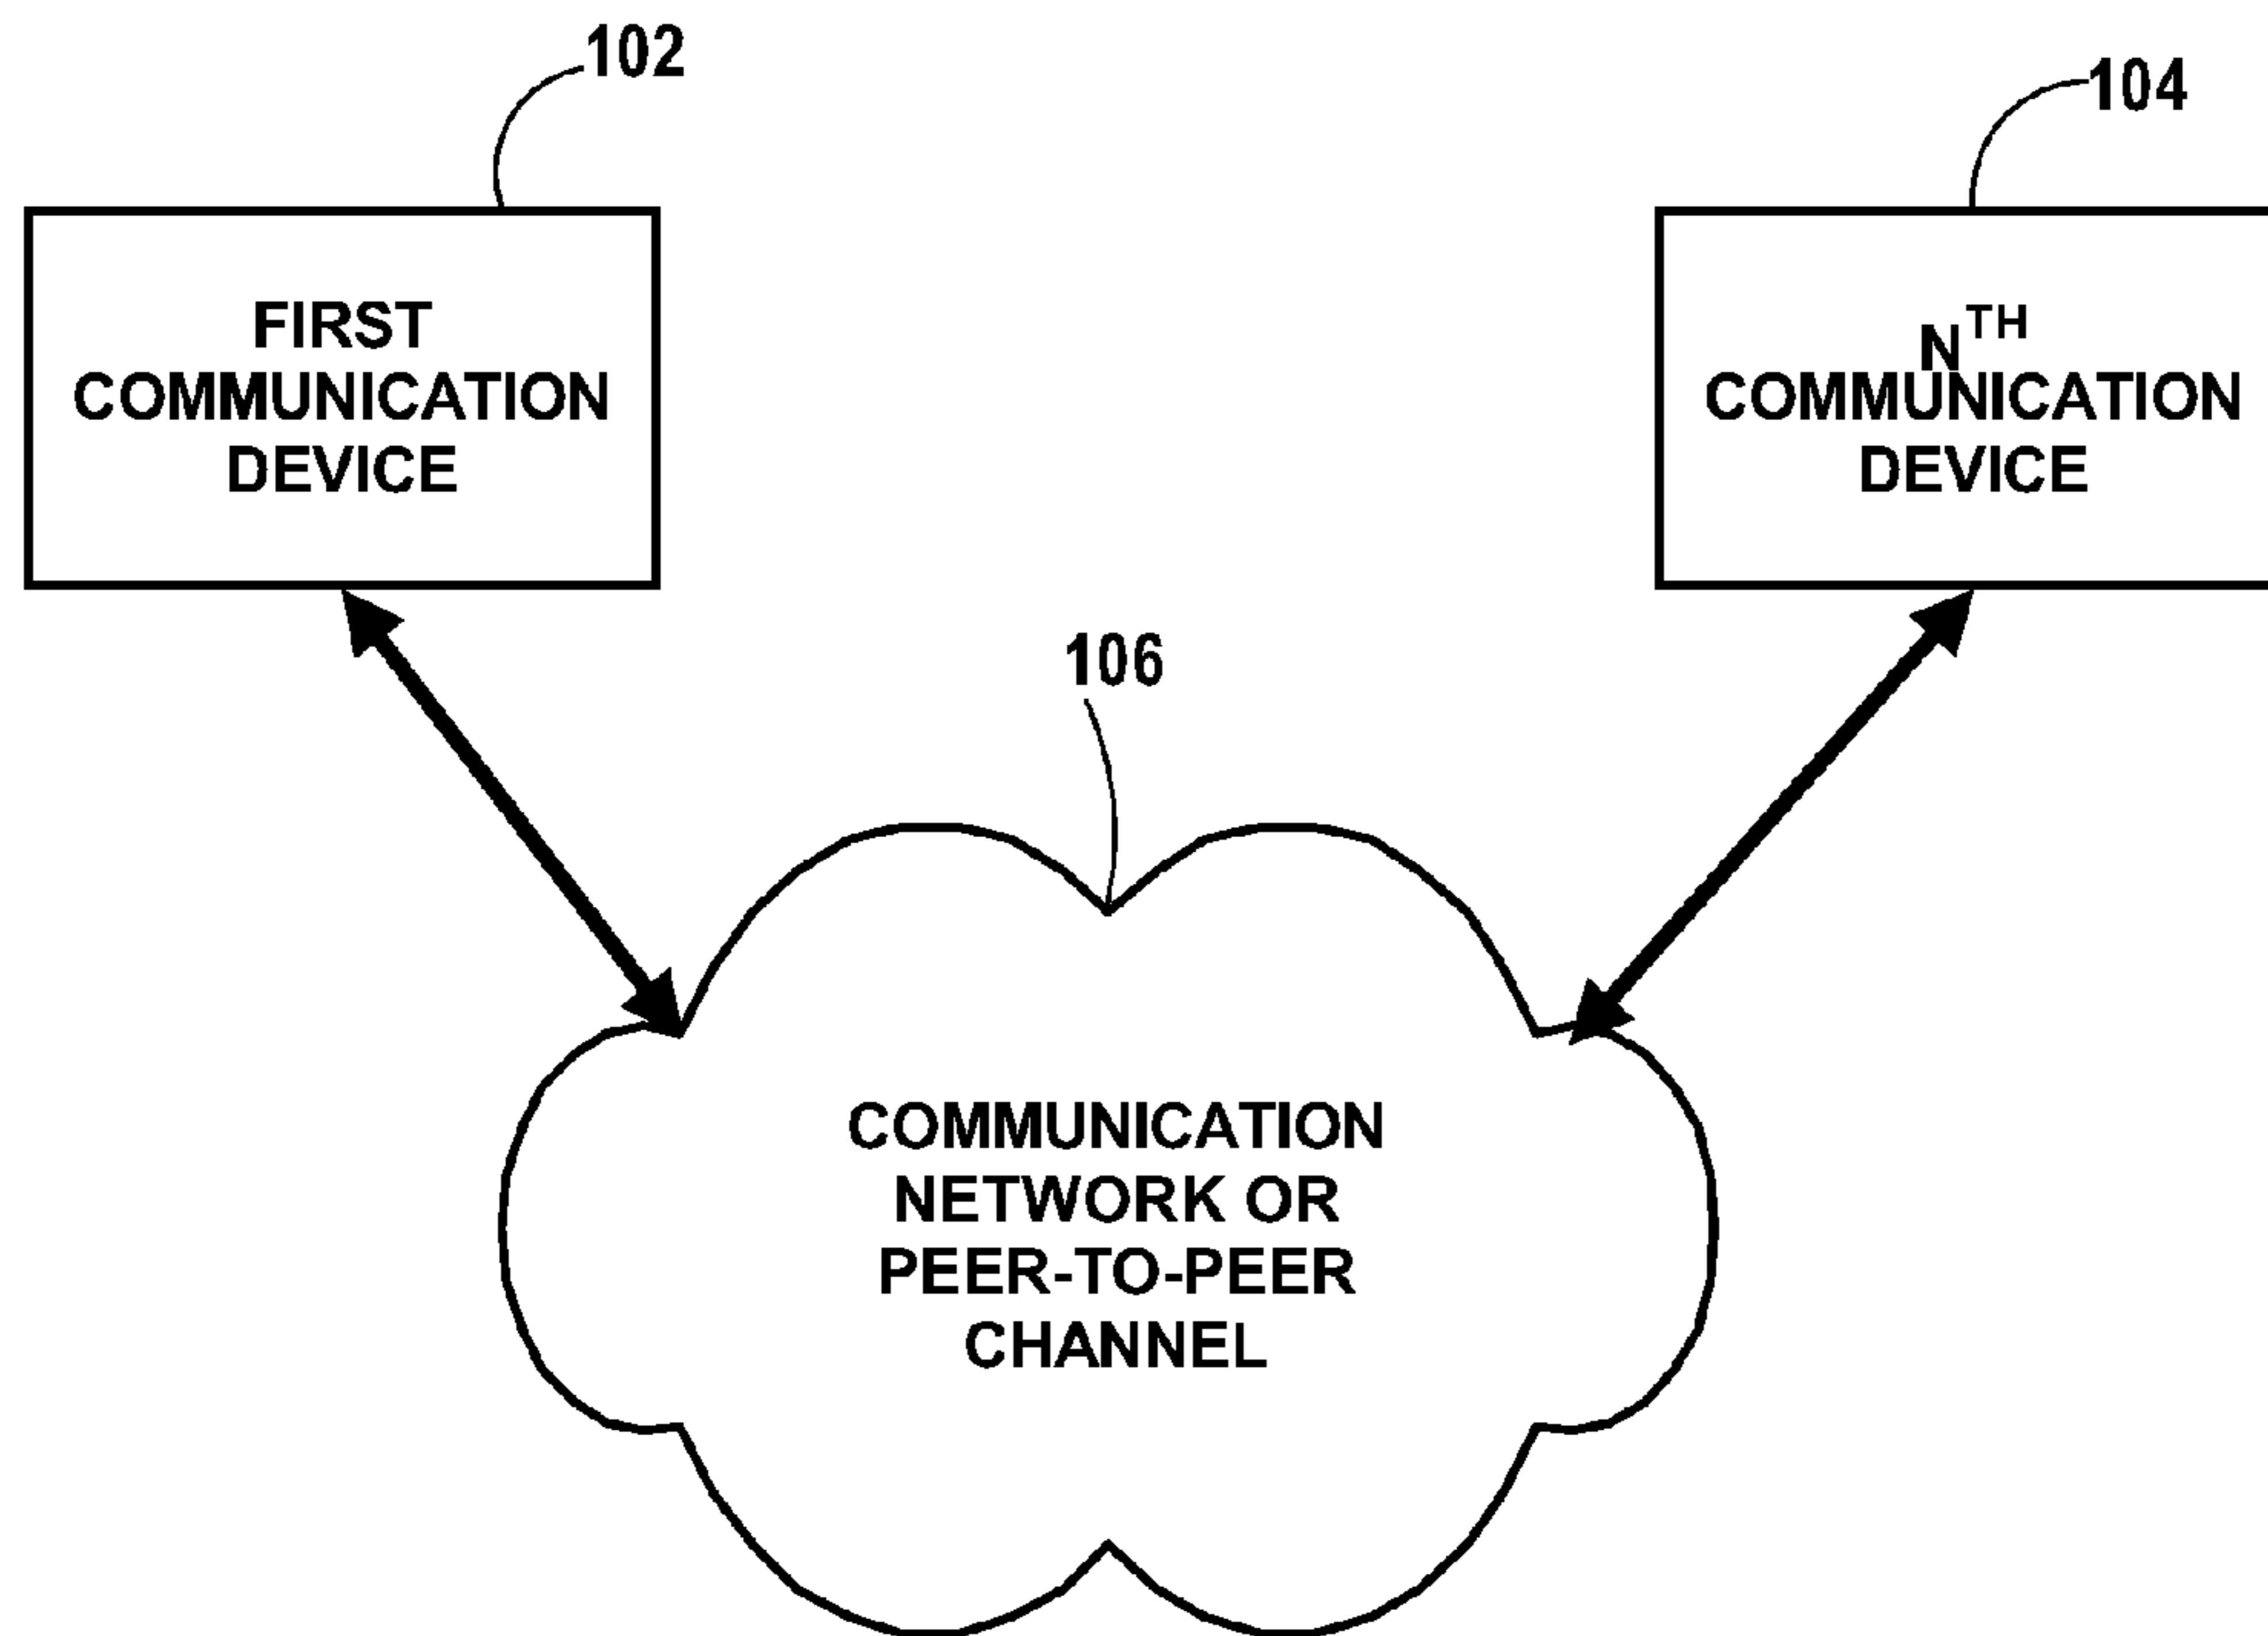 102
104
FIRST
COMMUNICATION
DEVICE
NTH
COMMUNICATION
DEVICE
106
COMMUNICATION
NETWORK OR
PEER-TO-PEER
CHANNEL